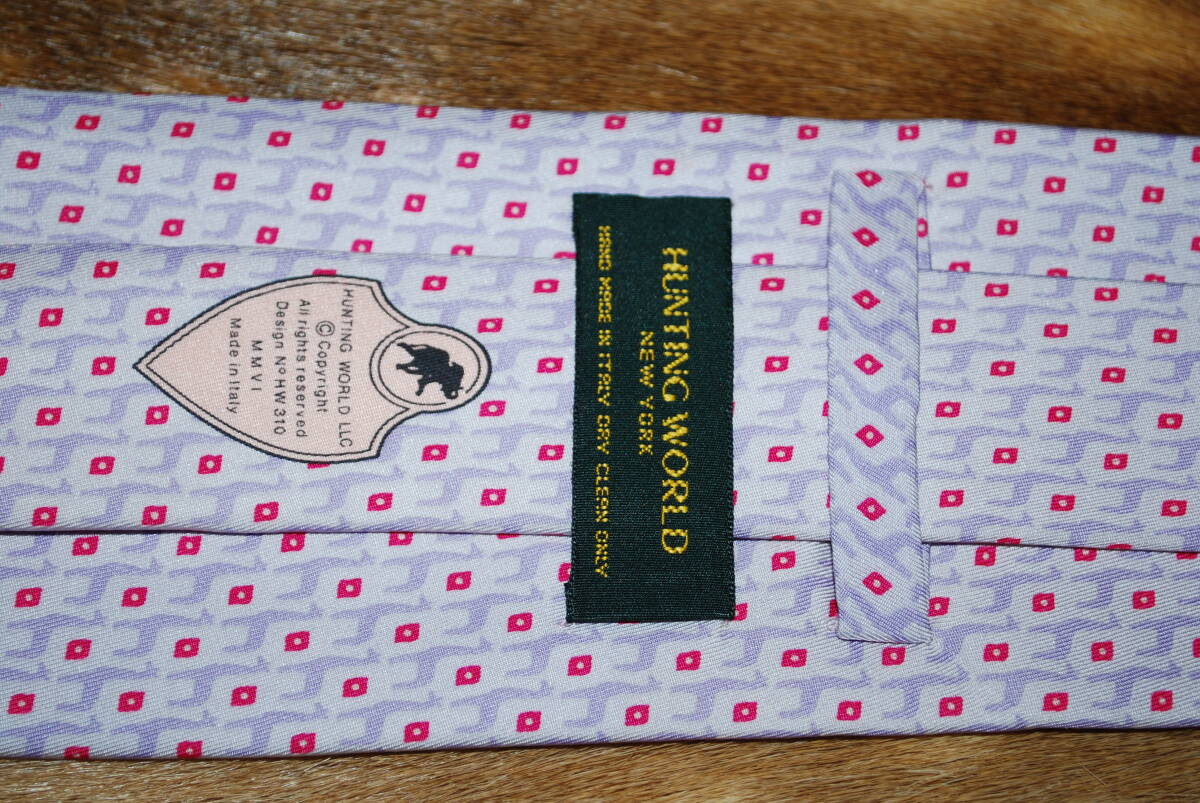 HUNTING WORLD LLC
© Copyright
All rights reserved
Design Nº HW 310
MMVI
Made in Italy
HUNTING WORLD
NEW YORK
HAND MADE IN ITALY DRY CLEAN ONLY